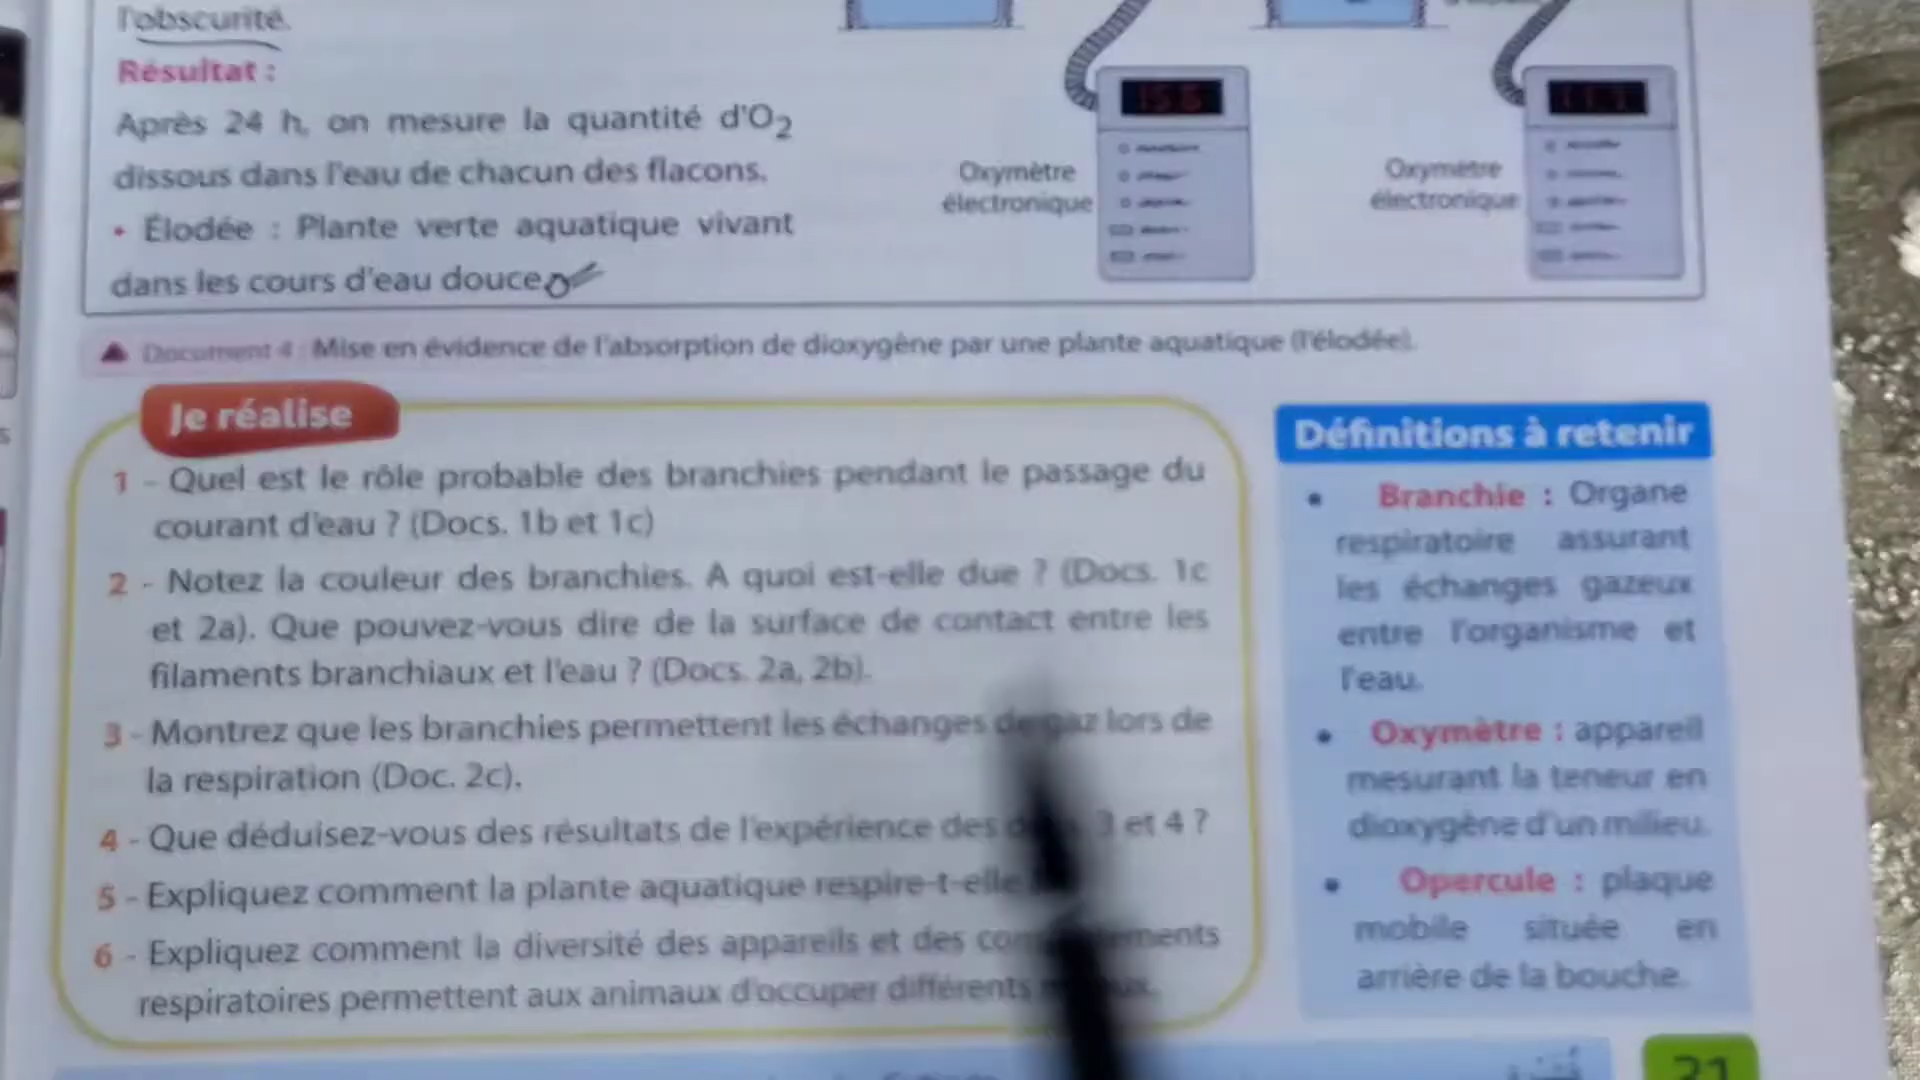 l'obscurité.
Résultat :
Après 24 h, on mesure la quantité d'O2
dissous dans l'eau de chacun des flacons.
• Élodée : Plante verte aquatique vivant
dans les cours d'eau douce
Oxymètre
électronique
Oxymètre
électronique
Document 4 : Mise en évidence de l'absorption de dioxygène par une plante aquatique (l'élodée).
Je réalise
1 - Quel est le rôle probable des branchies pendant le passage du
courant d'eau ? (Docs. 1b et 1c)
2 - Notez la couleur des branchies. A quoi est-elle due ? (Docs. 1c
et 2a). Que pouvez-vous dire de la surface de contact entre les
filaments branchiaux et l'eau ? (Docs. 2a, 2b).
3 - Montrez que les branchies permettent les échanges de gaz lors de
la respiration (Doc. 2c).
4 - Que déduisez-vous des résultats de l'expérience des 3 et 4 ?
5 - Expliquez comment la plante aquatique respire-t-elle
6 - Expliquez comment la diversité des appareils et des
respiratoires permettent aux animaux d'occuper différents
Définitions à retenir
• Branchie : Organe
respiratoire assurant
les échanges gazeux
entre l'organisme et
l'eau.
• Oxymètre : appareil
mesurant la teneur en
dioxygène d'un milieu.
• Opercule : plaque
mobile située en
arrière de la bouche.
21